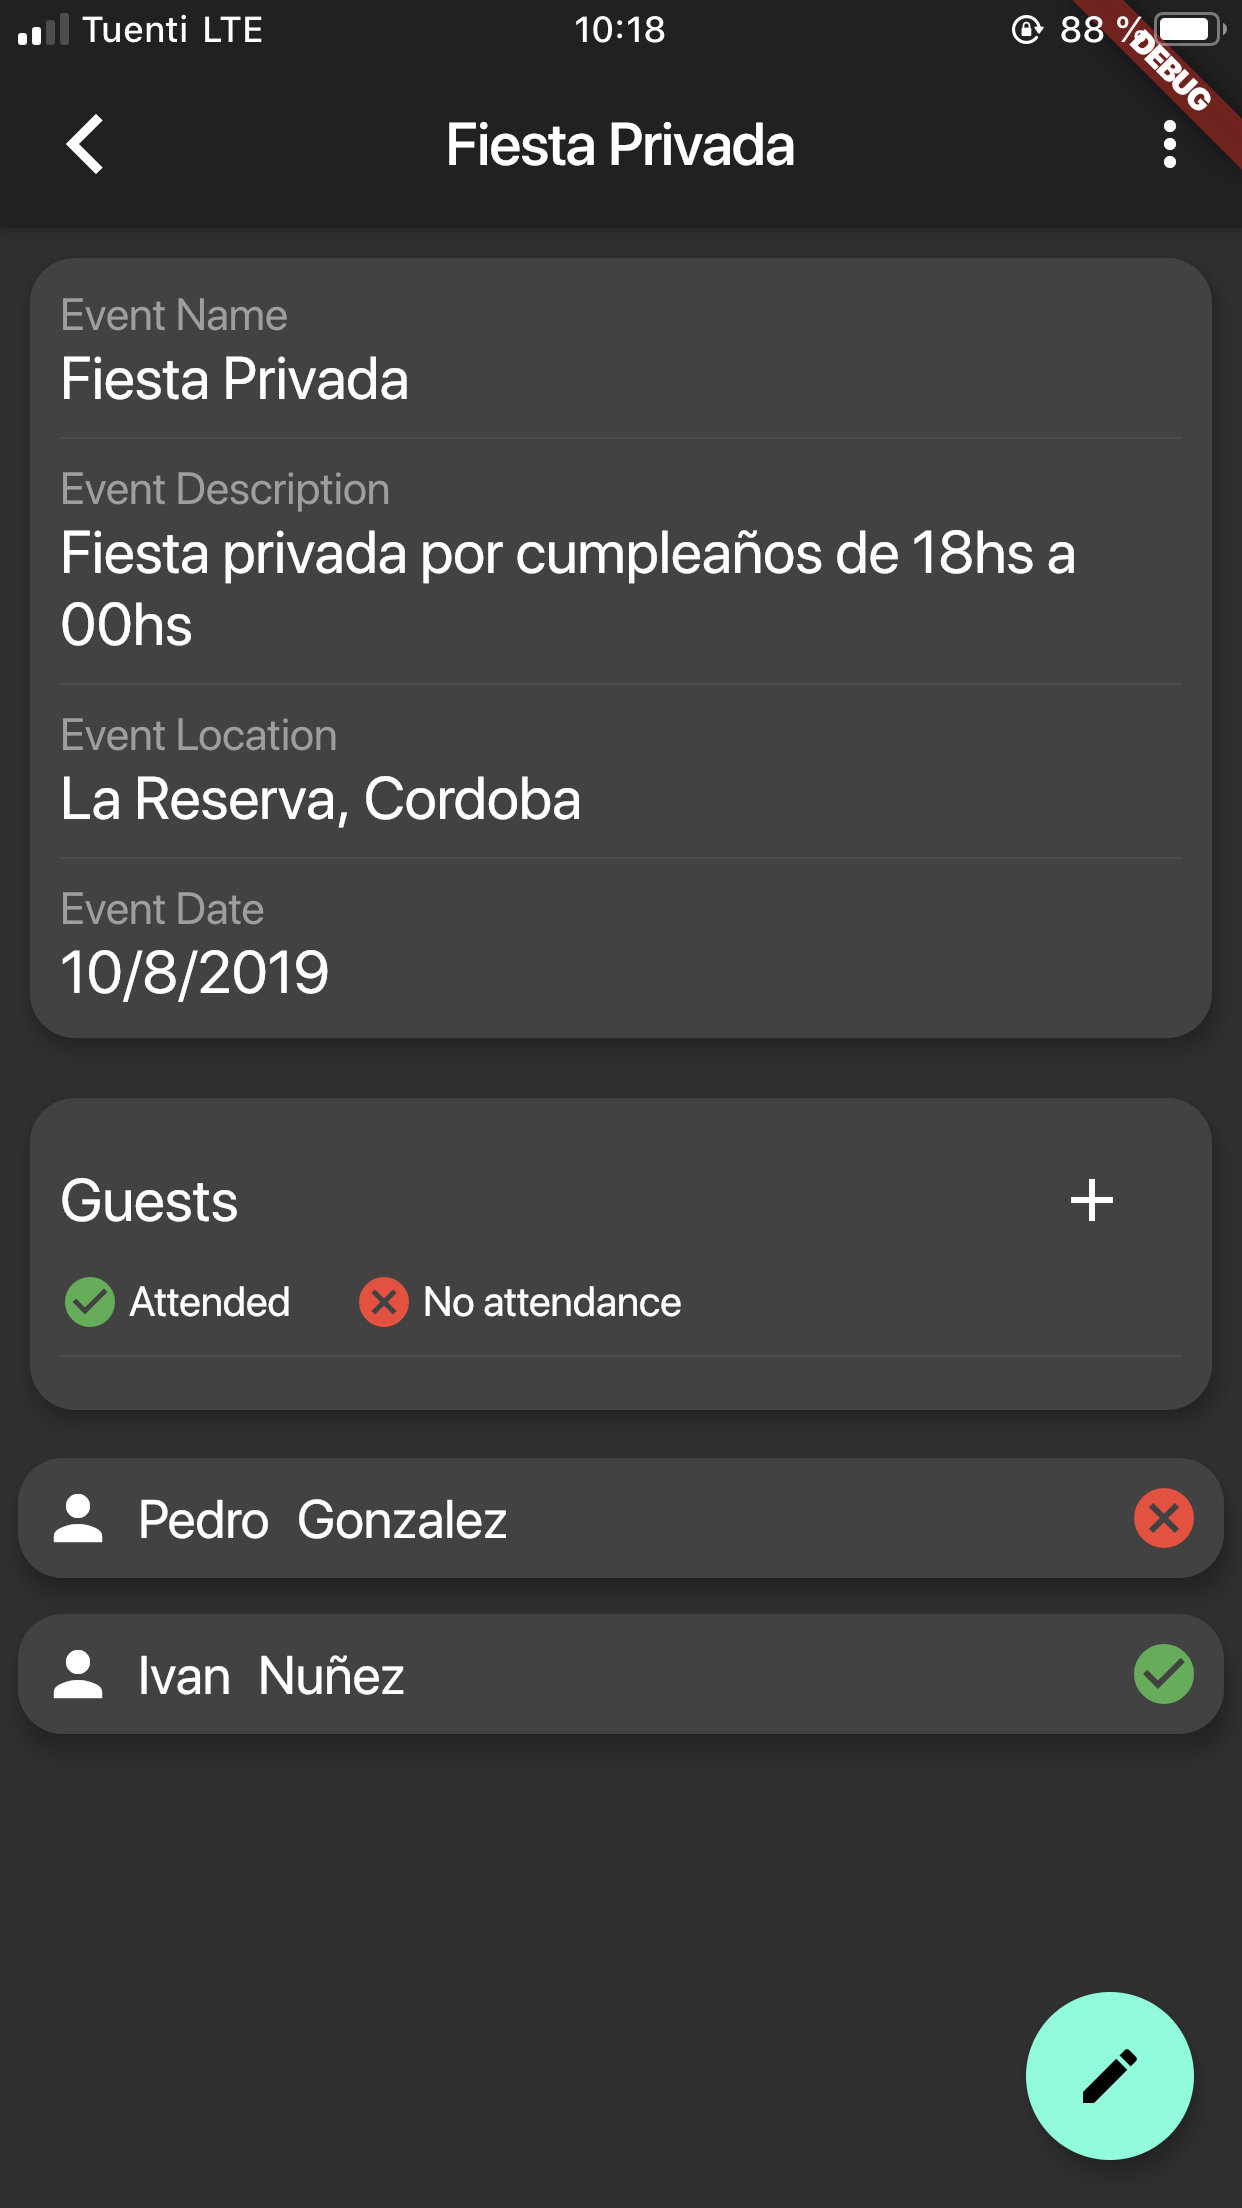 Tuenti LTE 10:18 88 %
DEBUG
Fiesta Privada
Event Name
Fiesta Privada
Event Description
Fiesta privada por cumpleaños de 18hs a
00hs
Event Location
La Reserva, Cordoba
Event Date
10/8/2019
Guests
Attended No attendance
Pedro Gonzalez
Ivan Nuñez